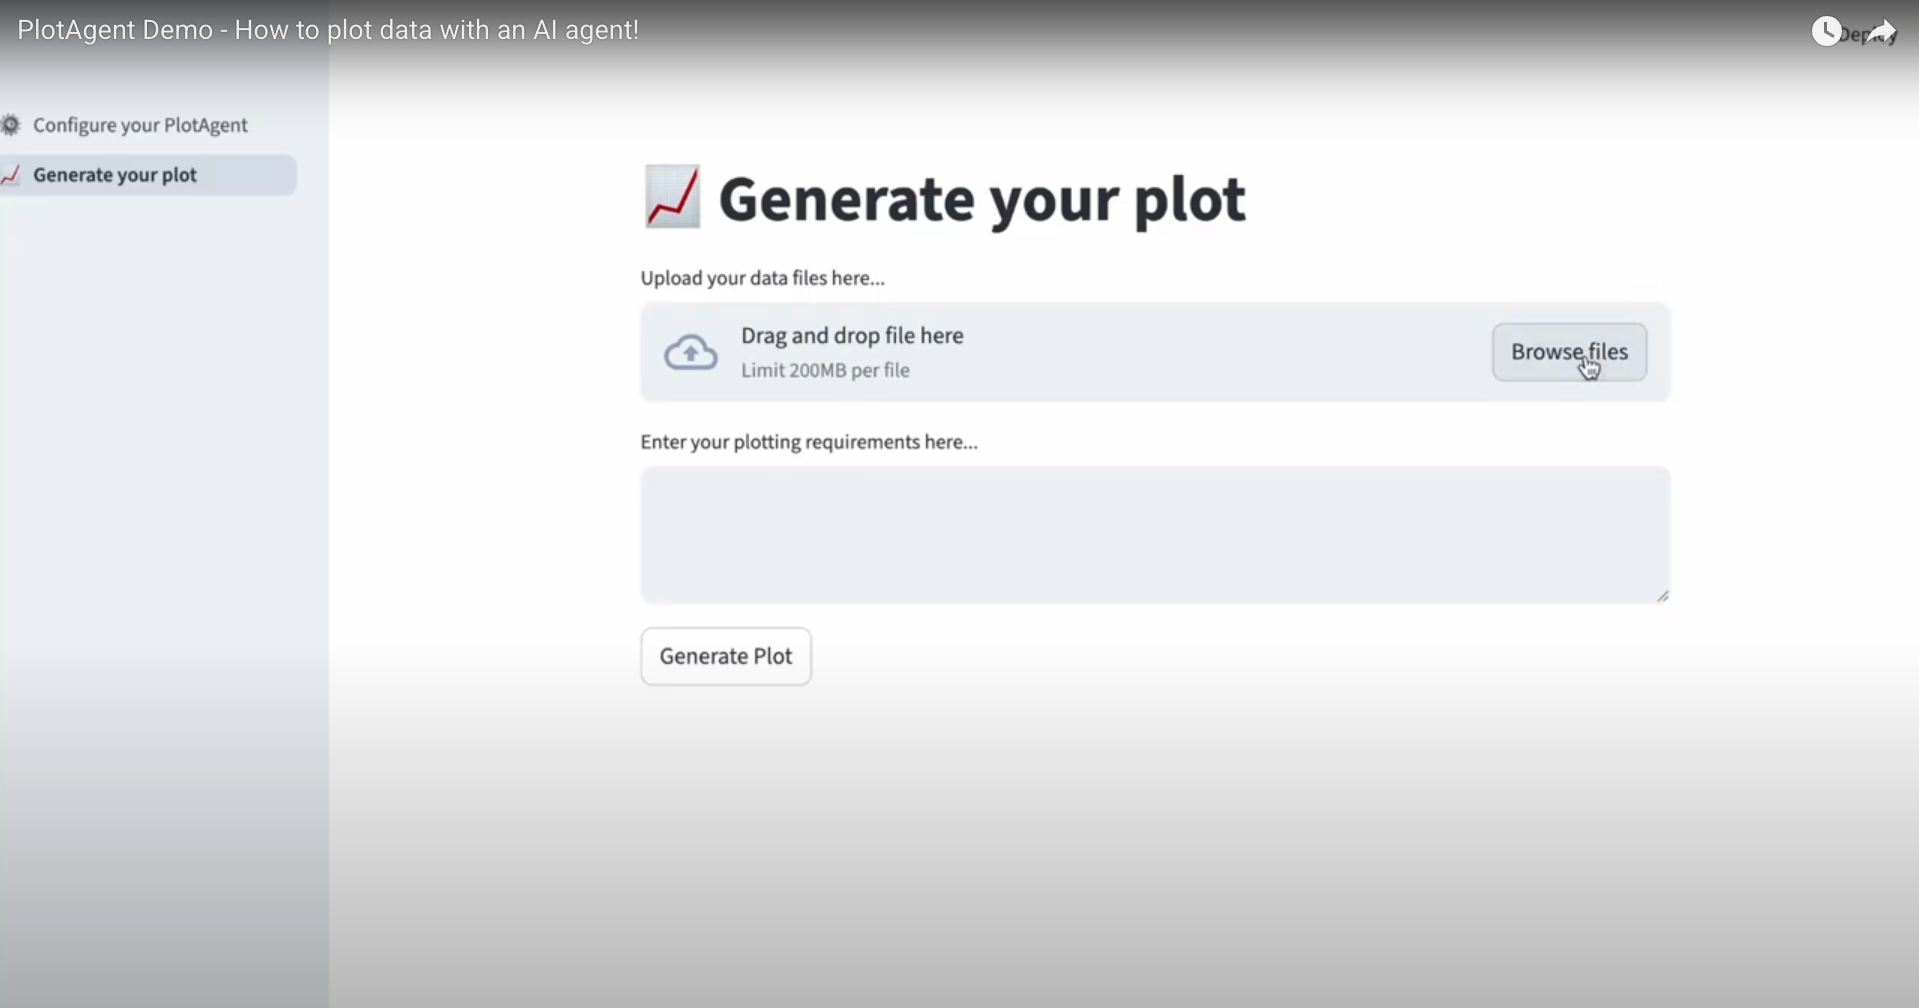 PlotAgent Demo - How to plot data with an AI agent!
Deploy
Configure your PlotAgent
Generate your plot
Generate your plot
Upload your data files here...
Drag and drop file here
Limit 200MB per file
Browse files
Enter your plotting requirements here...
Generate Plot